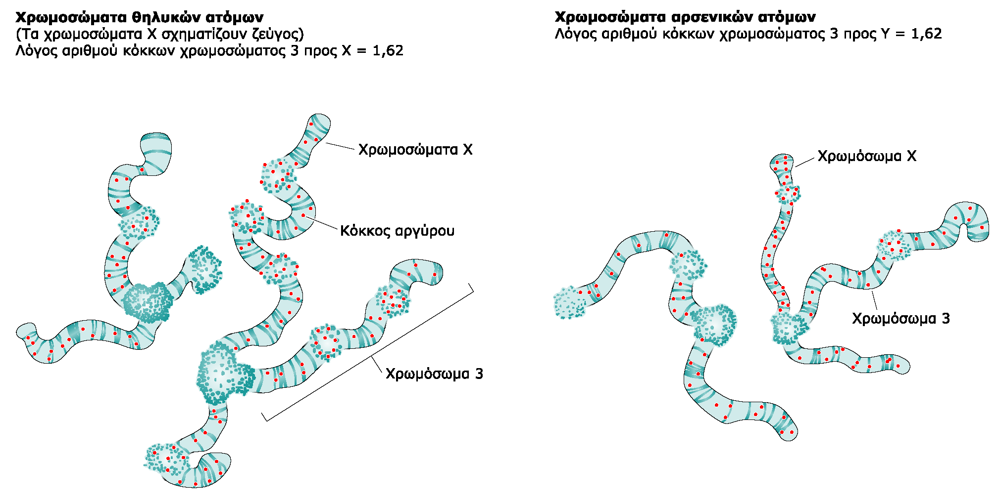 Χρωμοσώματα θηλυκών ατόμων
(Τα χρωμοσώματα Χ σχηματίζουν ζεύγος)
Λόγος αριθμού κόκκων χρωμοσώματος 3 προς Χ = 1,62
Χρωμοσώματα αρσενικών ατόμων
Λόγος αριθμού κόκκων χρωμοσώματος 3 προς Υ = 1,62
Χρωμοσώματα Χ
Κόκκος αργύρου
Χρωμόσωμα 3
Χρωμόσωμα Χ
Χρωμόσωμα 3